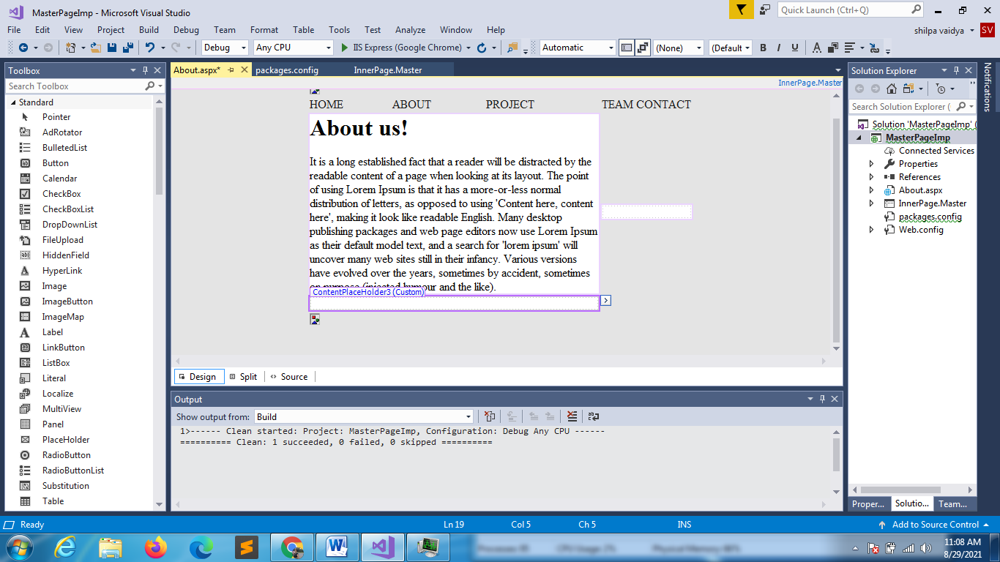 MasterPageImp - Microsoft Visual Studio
Quick Launch (Ctrl+Q)
File Edit View Project Build Debug Team Format Table Tools Test Analyze Window Help
shilpa vaidya SV
Debug Any CPU IIS Express (Google Chrome) Automatic (None) (Default B I U A
Toolbox
Search Toolbox
Standard
Pointer
AdRotator
BulletedList
Button
Calendar
CheckBox
CheckBoxList
DropDownList
FileUpload
HiddenField
HyperLink
Image
ImageButton
ImageMap
Label
LinkButton
ListBox
Literal
Localize
MultiView
Panel
PlaceHolder
RadioButton
RadioButtonList
Substitution
Table
About.aspx* packages.config InnerPage.Master
InnerPage.Master
HOME ABOUT PROJECT TEAM CONTACT
About us!
It is a long established fact that a reader will be distracted by the
readable content of a page when looking at its layout. The point
of using Lorem Ipsum is that it has a more-or-less normal
distribution of letters, as opposed to using 'Content here, content
here', making it look like readable English. Many desktop
publishing packages and web page editors now use Lorem Ipsum
as their default model text, and a search for 'lorem ipsum' will
uncover many web sites still in their infancy. Various versions
have evolved over the years, sometimes by accident, sometimes
on purpose (injected humour and the like).
ContentPlaceHolder3 (Custom)
Design Split Source
Output
Show output from: Build
1>------ Clean started: Project: MasterPageImp, Configuration: Debug Any CPU ------
========== Clean: 1 succeeded, 0 failed, 0 skipped ==========
Solution Explorer
Search Solution Explorer (
Solution 'MasterPageImp' (
MasterPageImp
Connected Services
Properties
References
About.aspx
InnerPage.Master
packages.config
Web.config
Proper... Solutio... Team...
Notifications
Ready Ln 19 Col 5 Ch 5 INS Add to Source Control
CPU Usage: Physical Memory:
11:08 AM
8/29/2021